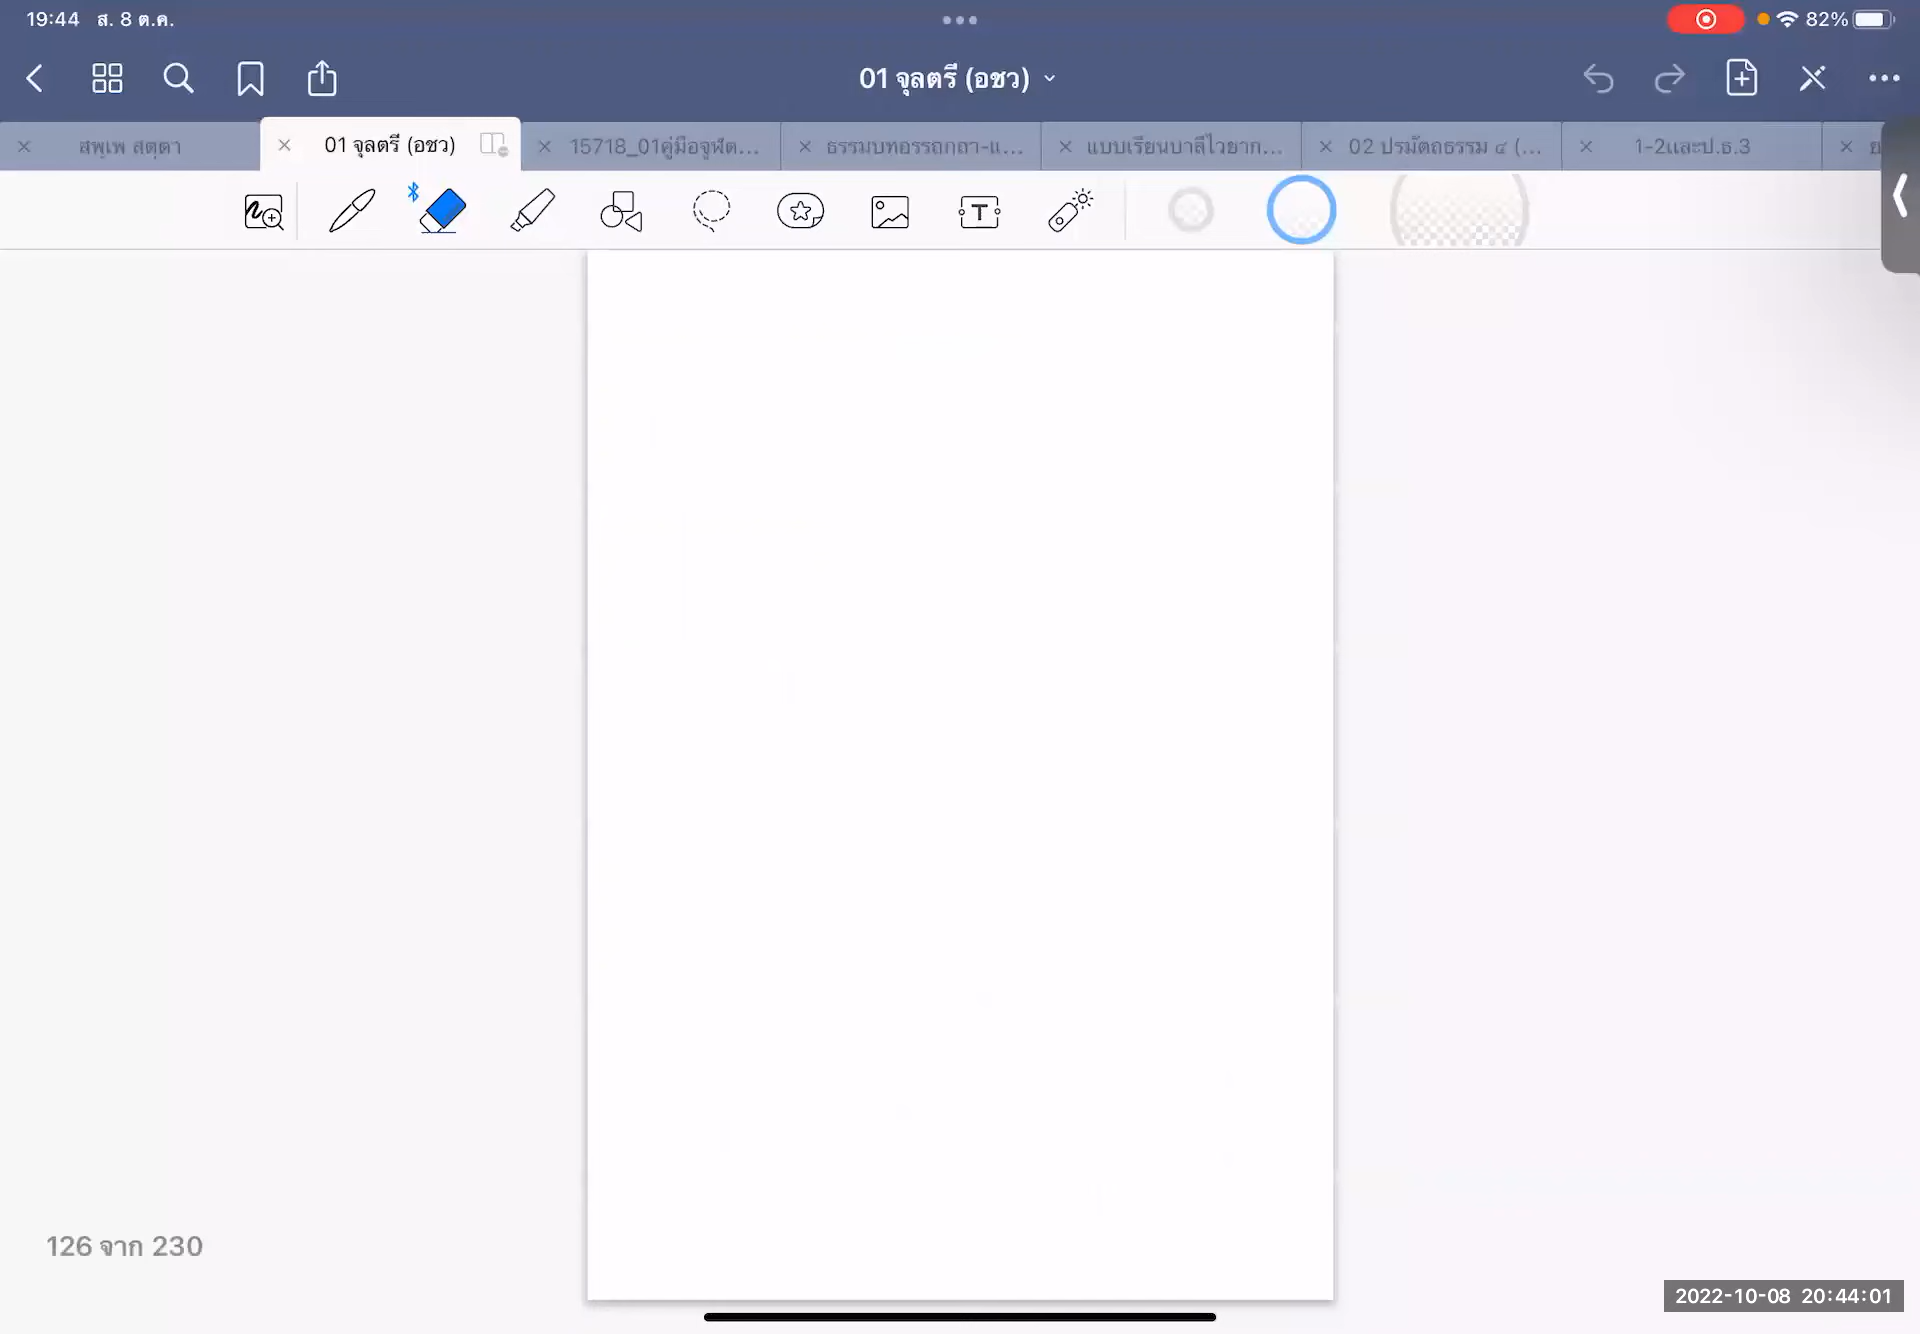 19:44 ส. 8 ต.ค. 82%
01 จุลตรี (อชว)
สพฺเพ สตฺตา 01 จุลตรี (อชว) 15718_01คู่มือจูฬัต... ธรรมบทอรรถกถา-แ... แบบเรียนบาลีไวยาก... 02 ปรมัตถธรรม ๔ (... 1-2และป.ธ.3
T
126 จาก 230
2022-10-08 20:44:01